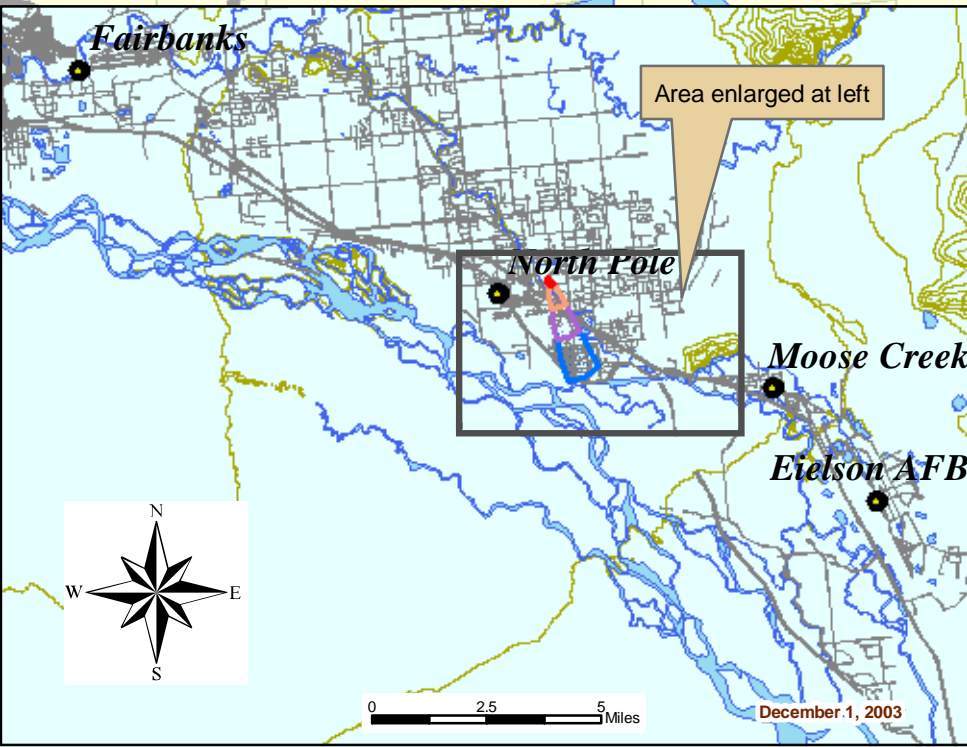 Fairbanks
Area enlarged at left
North Pole
Moose Creek
Eielson AFB
N
W E
S
0 2.5 5
Miles
December 1, 2003